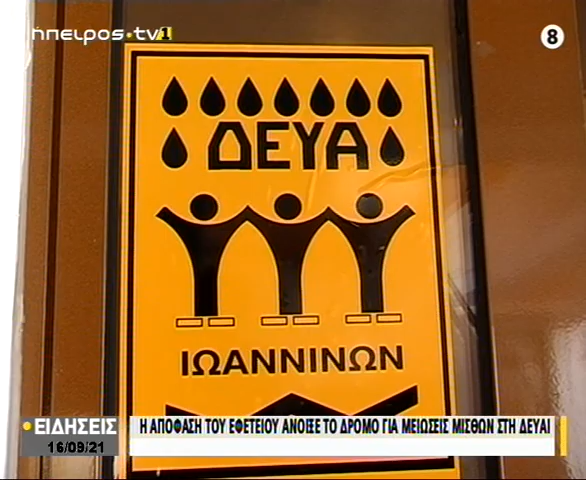 ήπειρος·tv1
8
ΔΕΥΑ
ΙΩΑΝΝΙΝΩΝ
ΕΙΔΗΣΕΙΣ
Η ΑΠΟΦΑΣΗ ΤΟΥ ΕΦΕΤΕΙΟΥ ΑΝΟΙΞΕ ΤΟ ΔΡΟΜΟ ΓΙΑ ΜΕΙΩΣΕΙΣ ΜΙΣΘΩΝ ΣΤΗ ΔΕΥΑΙ
16/09/21